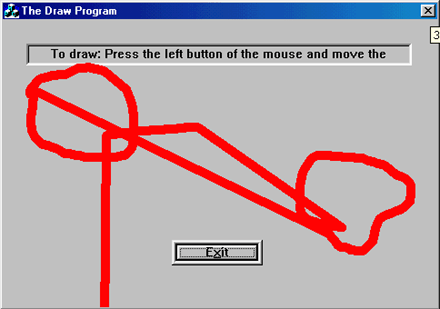 The Draw Program
3
To draw: Press the left button of the mouse and move the
Exit